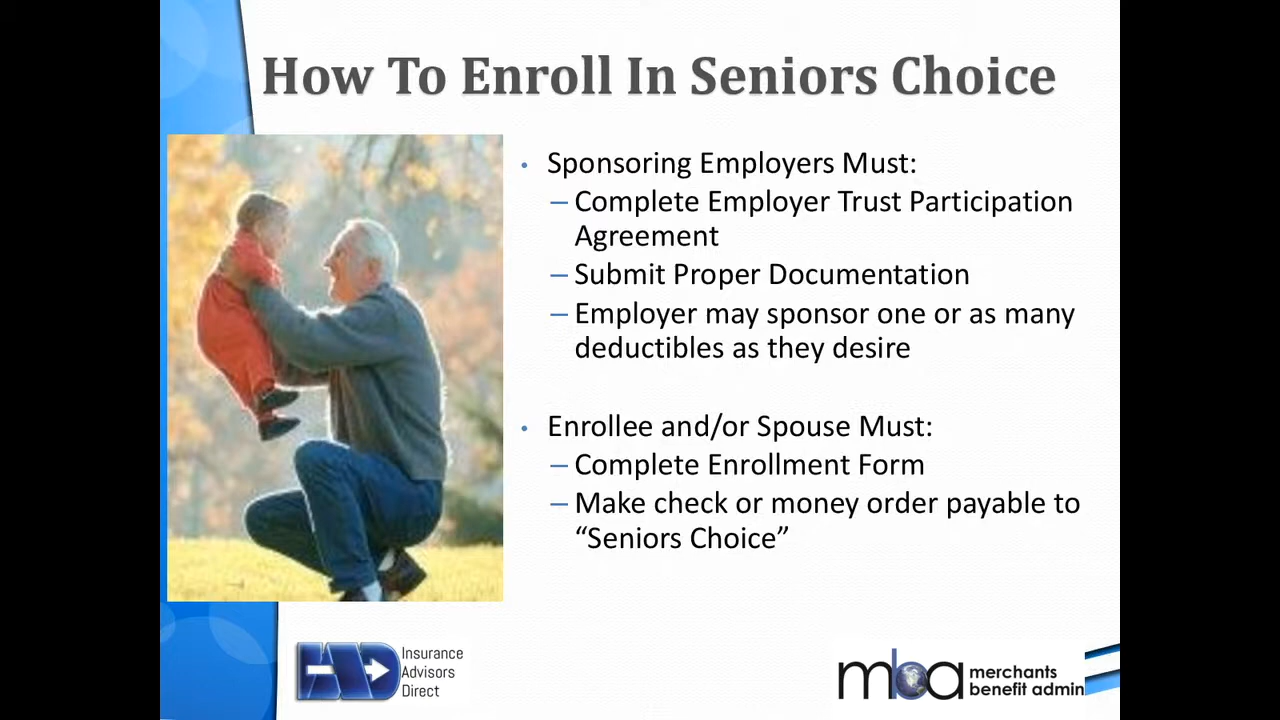 How To Enroll In Seniors Choice
• Sponsoring Employers Must:
– Complete Employer Trust Participation
Agreement
– Submit Proper Documentation
– Employer may sponsor one or as many
deductibles as they desire
• Enrollee and/or Spouse Must:
– Complete Enrollment Form
– Make check or money order payable to
“Seniors Choice”
IAD
Insurance
Advisors
Direct
mba
merchants
benefit admin